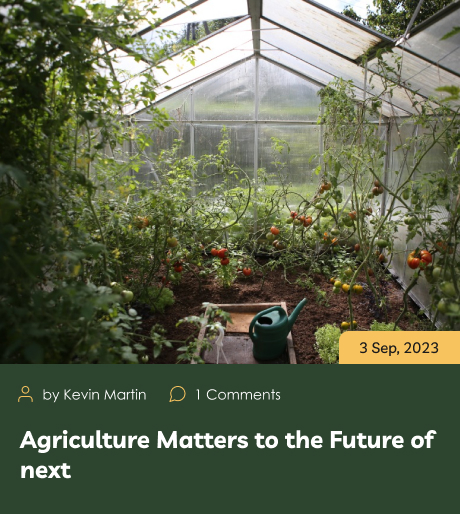 3 Sep, 2023
by Kevin Martin 1 Comments
Agriculture Matters to the Future of
next